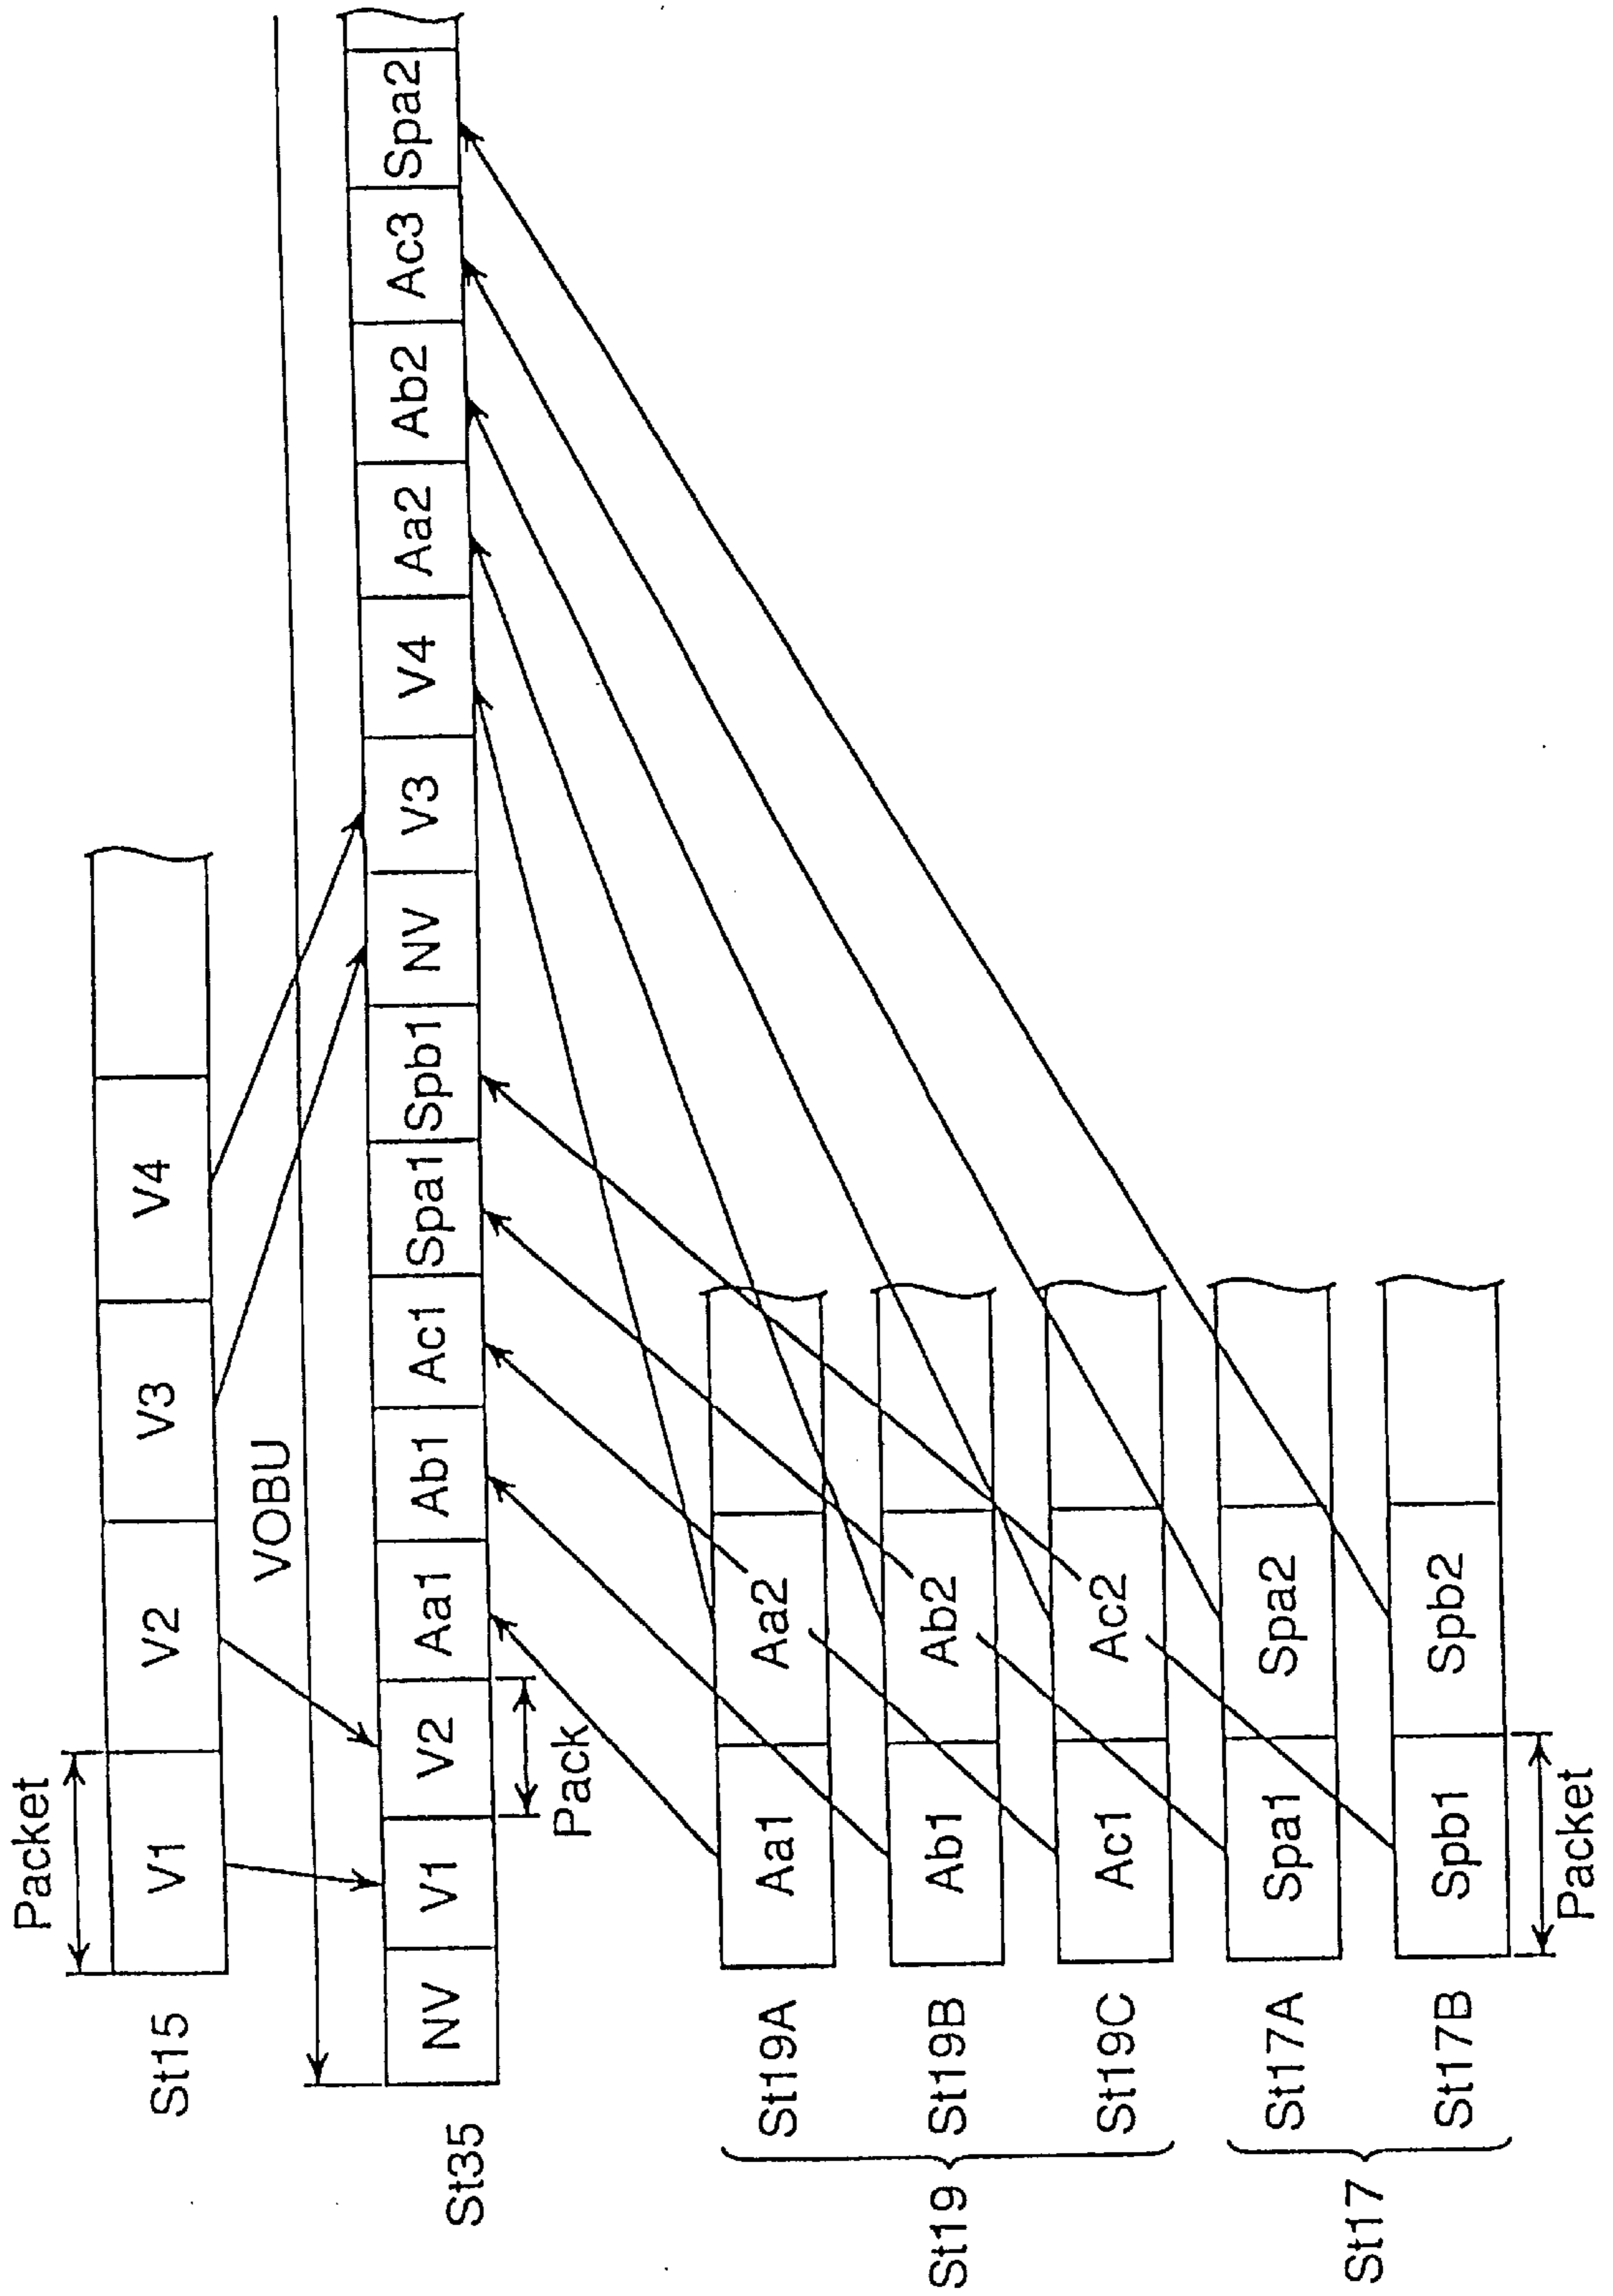 Packet
St15 V1 V2 V3 V4
VOBU
St35 NV V1 V2 Aa1 Ab1 Ac1 Spa1 Spb1 NV V3 V4 Aa2 Ab2 Ac3 Spa2
Pack
St19
St19A Aa1 Aa2
St19B Ab1 Ab2
St19C Ac1 Ac2
St17
St17A Spa1 Spa2
St17B Spb1 Spb2
Packet